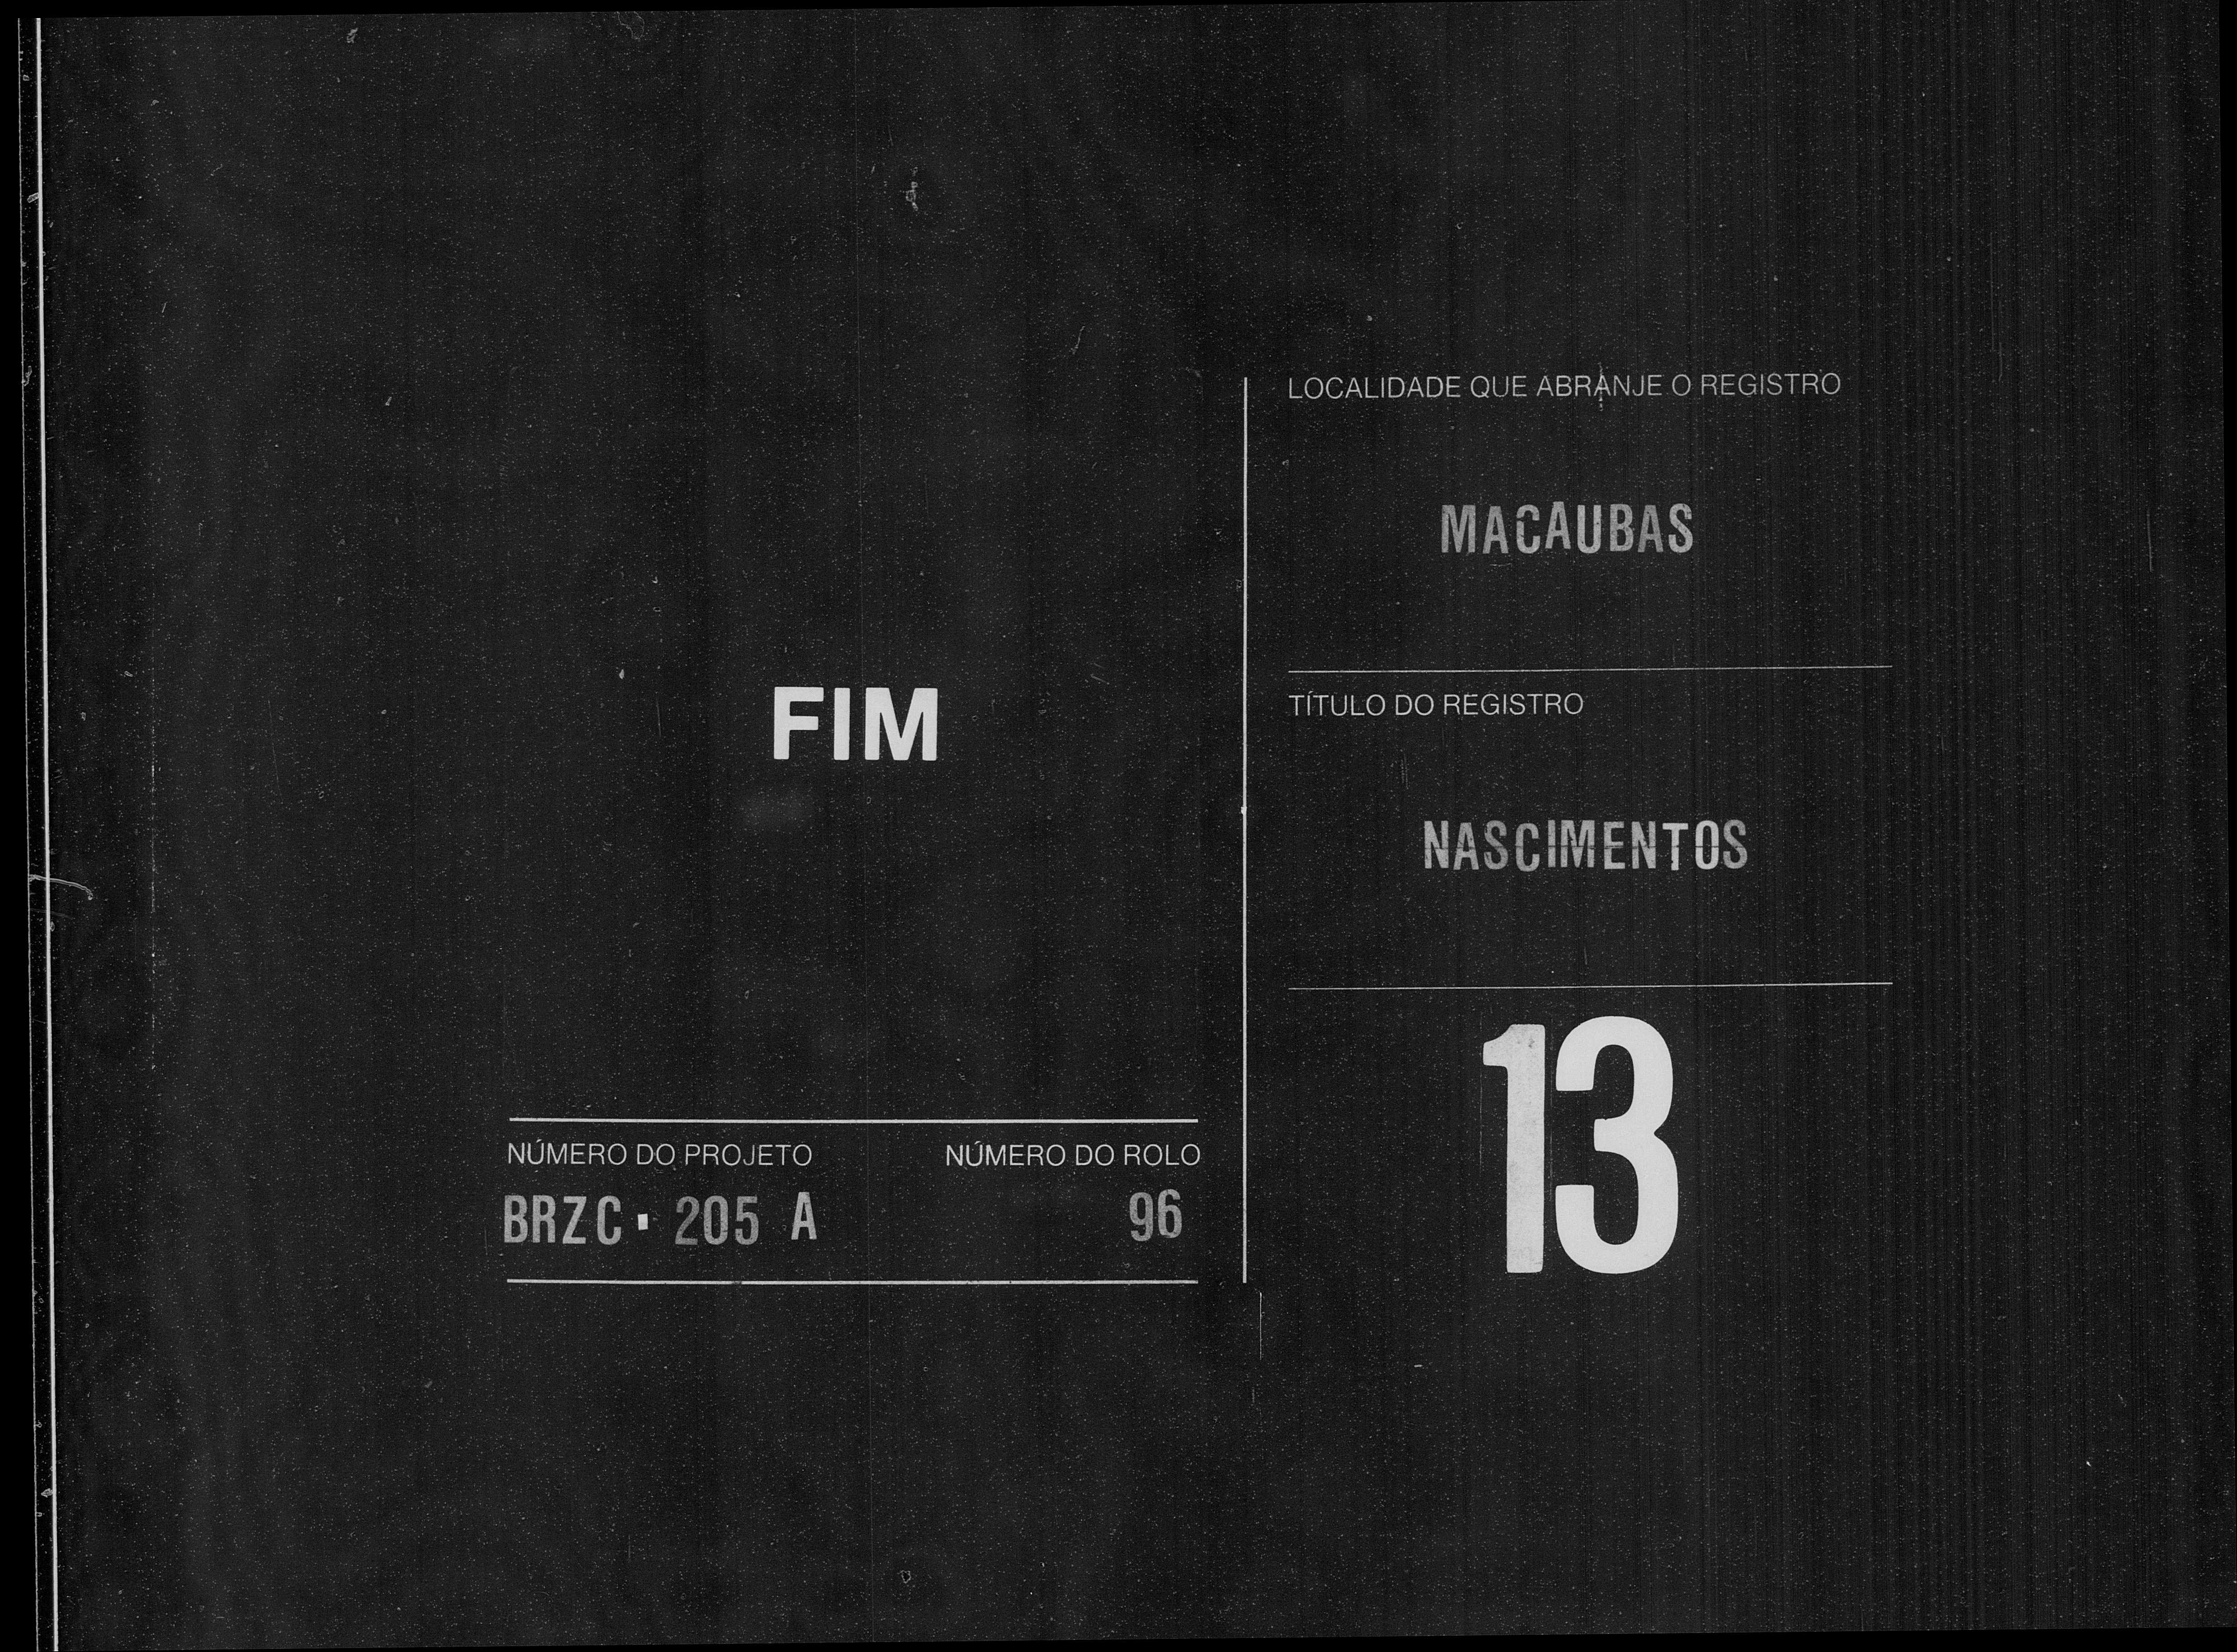 FIM
NÚMERO DO PROJETO
BRZC · 205 A
NÚMERO DO ROLO
96
LOCALIDADE QUE ABRANJE O REGISTRO
MACAUBAS
TÍTULO DO REGISTRO
NASCIMENTOS
13